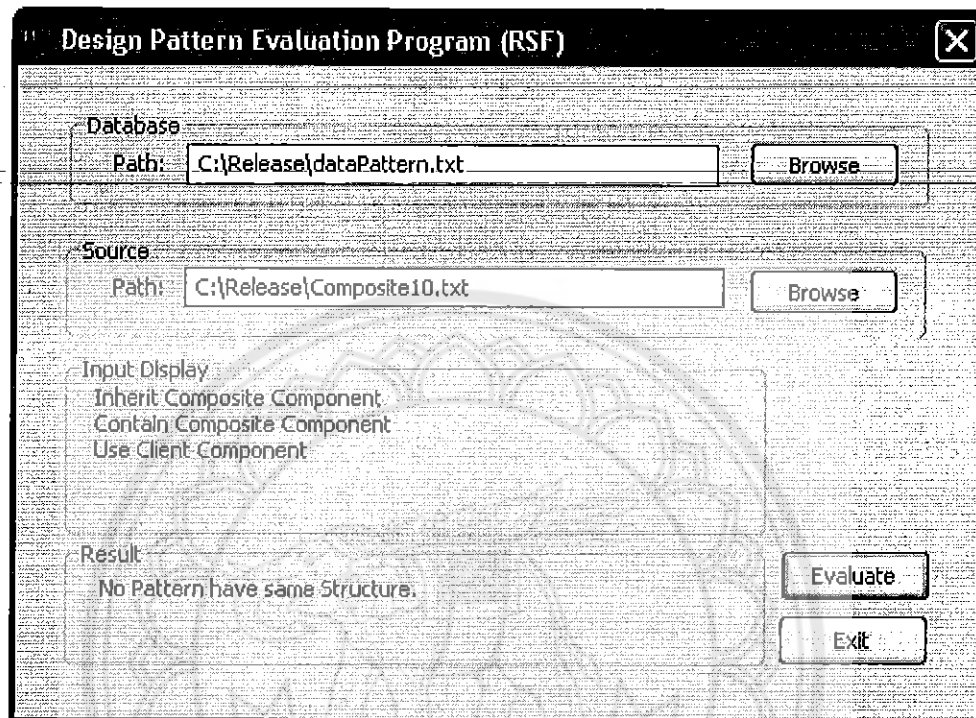 Design Pattern Evaluation Program (RSF)
Database
Path: C:\Release\dataPattern.txt Browse
Source
Path: C:\Release\Composite10.txt Browse
Input Display
Inherit Composite Component
Contain Composite Component
Use Client Component
Result
No Pattern have same Structure.
Evaluate
Exit